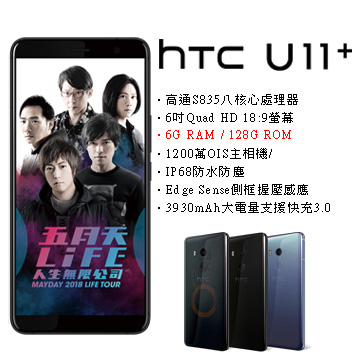 hTC U11+
・高通S835八核心處理器
・6吋Quad HD 18:9螢幕
・6G RAM / 128G ROM
・1200萬OIS主相機/
・IP68防水防塵
・Edge Sense側框握壓感應
・3930mAh大電量支援快充3.0
五月天
LiFE
人生無限公司
MAYDAY 2018 LIFE TOUR
hTC
hTC
hTC